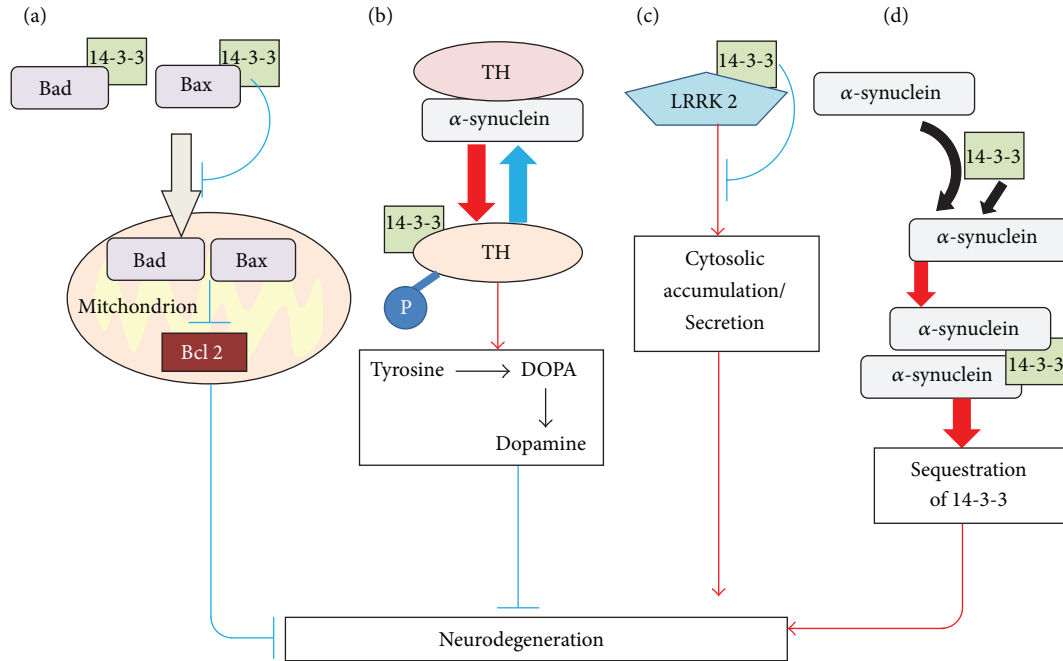 (a)
14-3-3
Bad
14-3-3
Bax
Bad
Bax
Mitchondrion
Bcl 2
(b)
TH
α-synuclein
14-3-3
TH
P
Tyrosine
DOPA
Dopamine
(c)
14-3-3
LRRK 2
Cytosolic
accumulation/
Secretion
(d)
α-synuclein
14-3-3
α-synuclein
α-synuclein
α-synuclein
14-3-3
Sequestration
of 14-3-3
Neurodegeneration